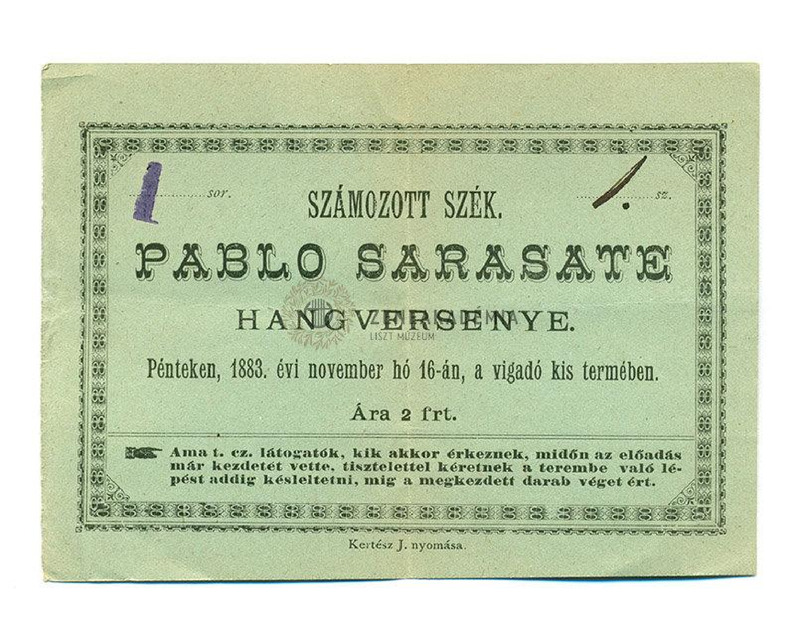 1 sor.
1. sz.
SZÁMOZOTT SZÉK.
PABLO SARASATE
HANGVERSENYE.
ZENEAKADÉMIA
LISZT MÚZEUM
Pénteken, 1883. évi november hó 16-án, a vigadó kis termében.
Ára 2 frt.
Ama t. cz. látogatók, kik akkor érkeznek, midőn az előadás
már kezdetét vette, tisztelettel kéretnek a terembe való lé-
pést addig késleltetni, mig a megkezdett darab véget ért.
Kertész J. nyomása.